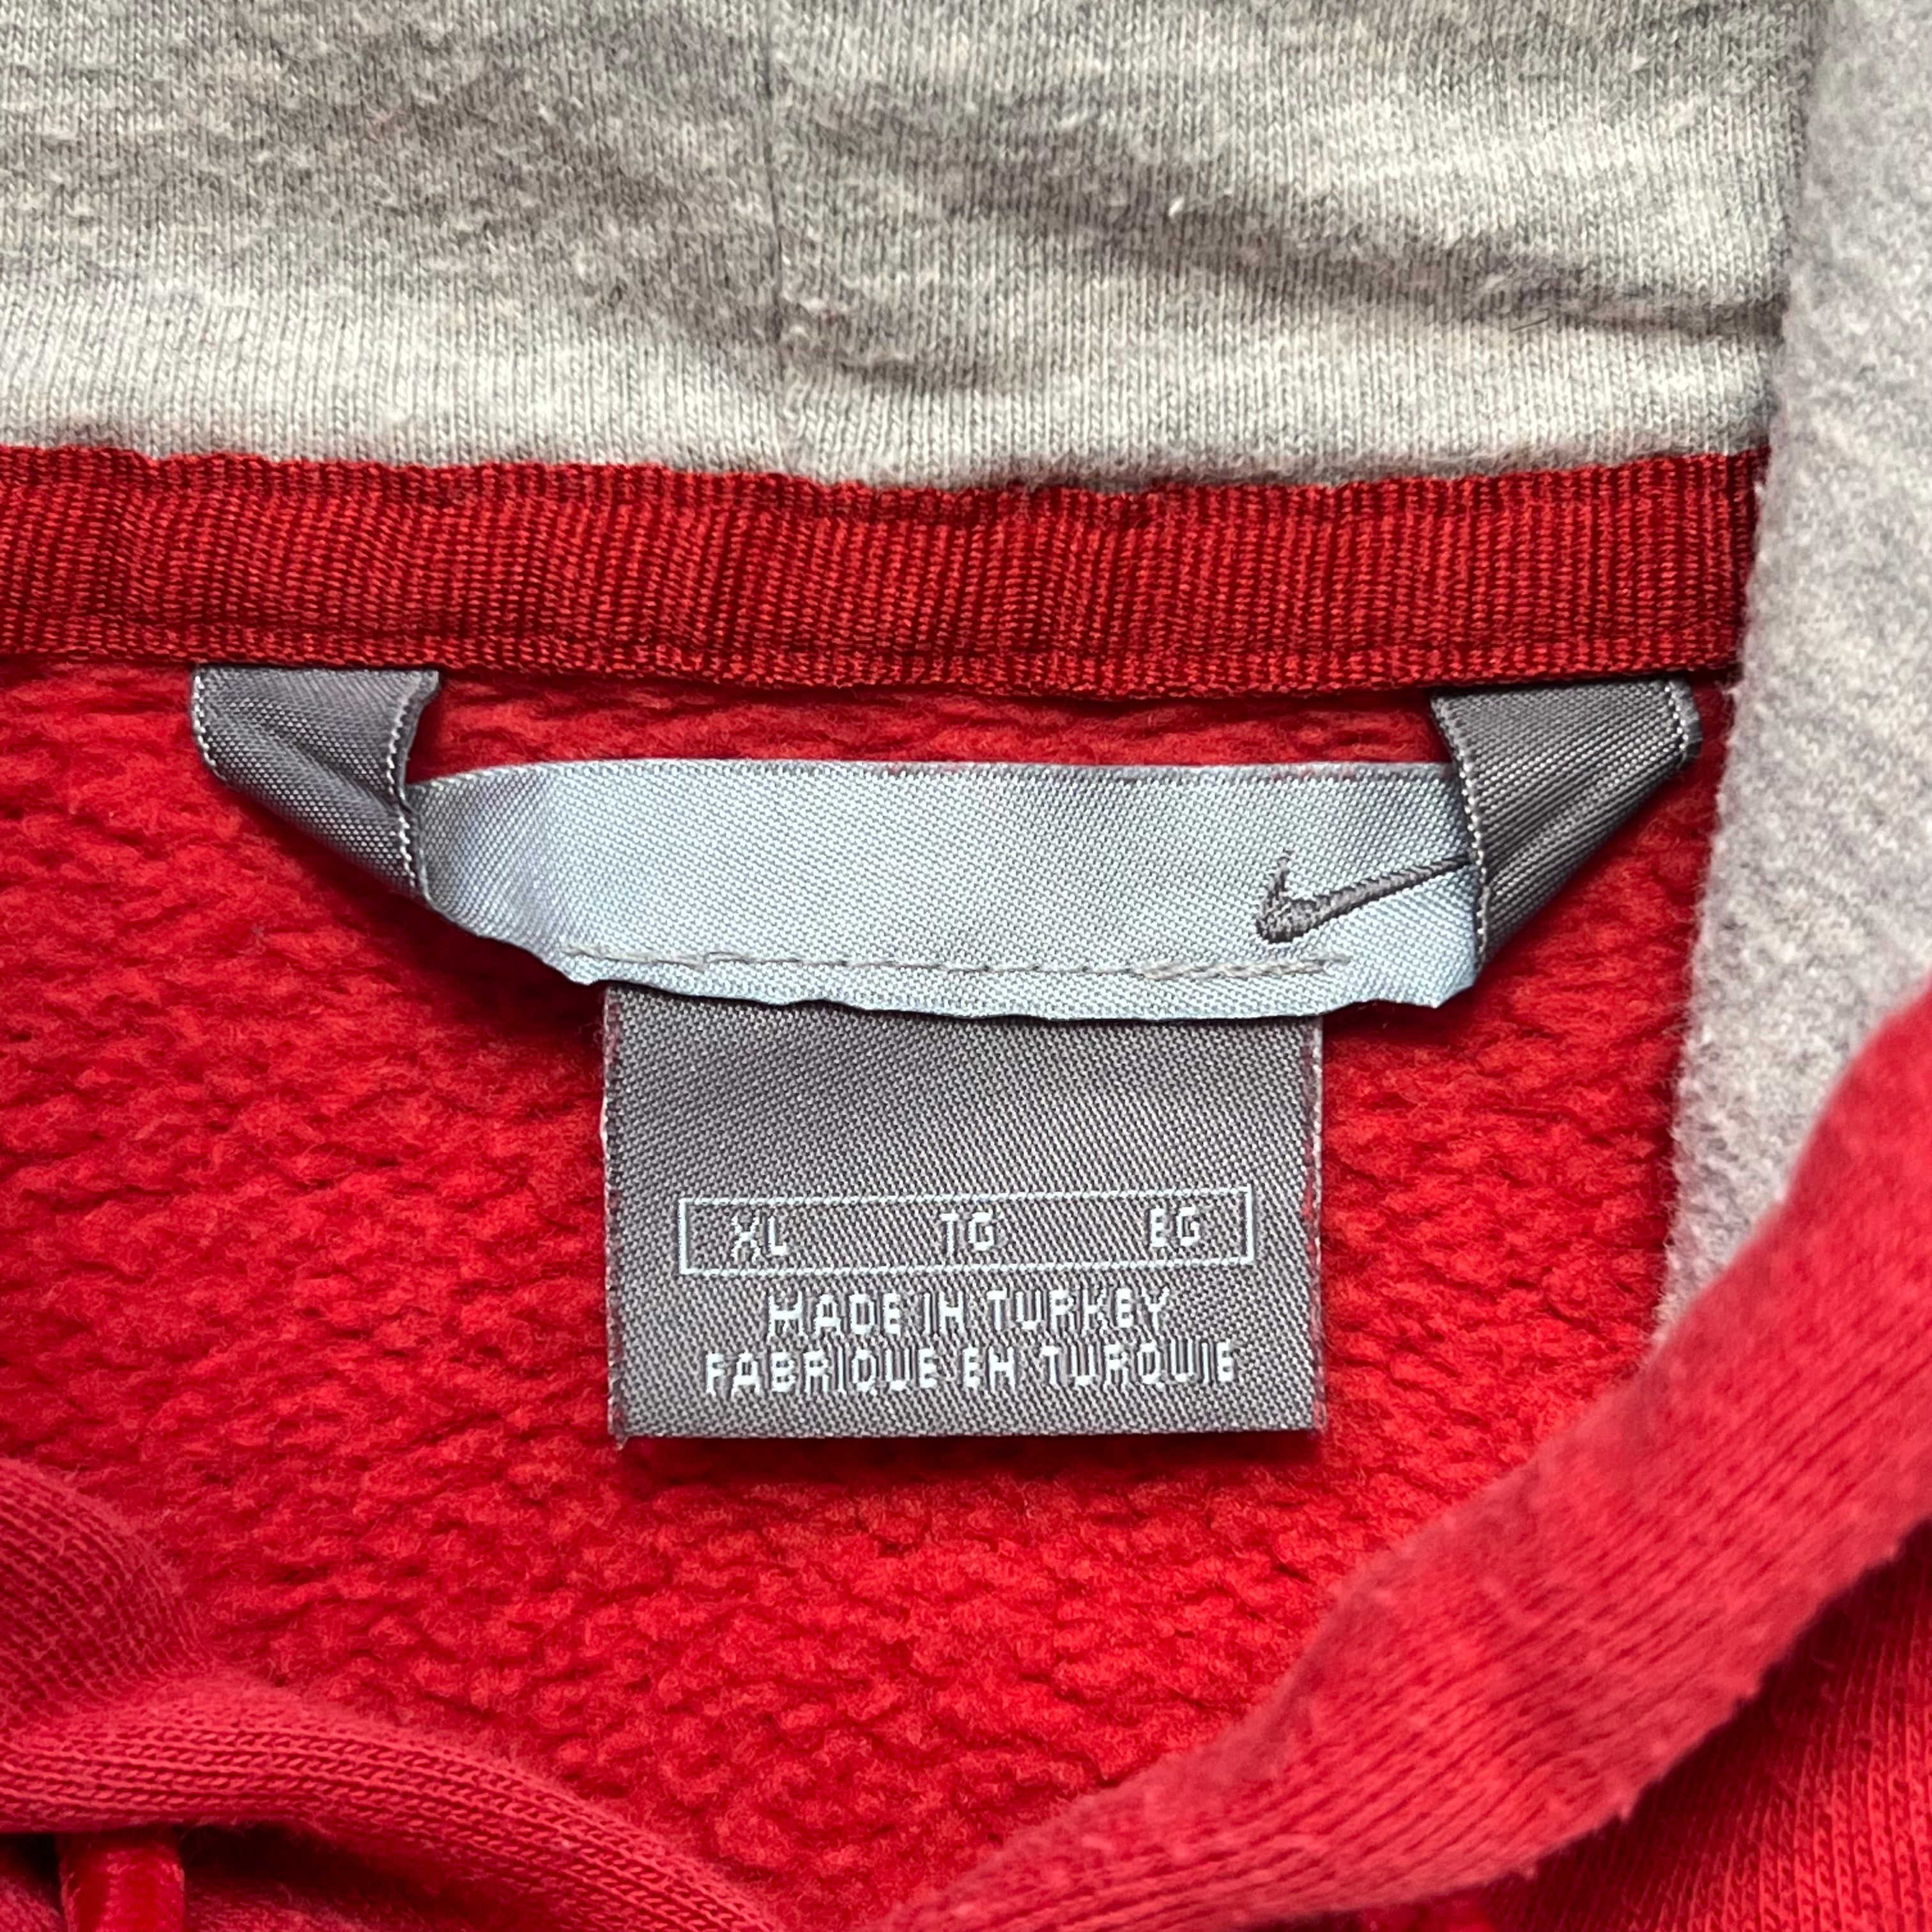 XL TG EG
MADE IN TURKEY
FABRIQUE EN TURQUIE